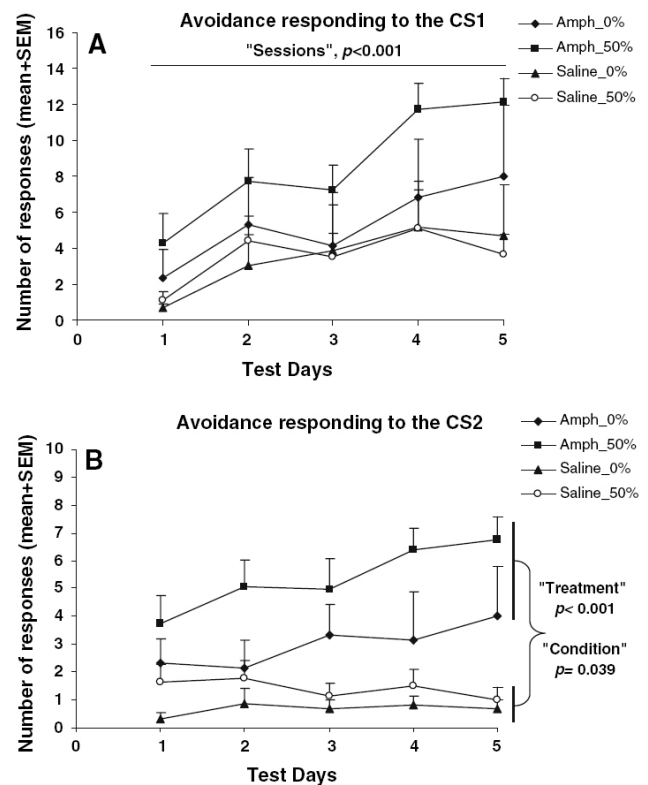 Avoidance responding to the CS1
A
"Sessions", p<0.001
Amph_0%
Amph_50%
Saline_0%
Saline_50%
Number of responses (mean+SEM)
16
14
12
10
8
6
4
2
0
0 1 2 3 4 5
Test Days
Avoidance responding to the CS2
B
Amph_0%
Amph_50%
Saline_0%
Saline_50%
Number of responses (mean+SEM)
10
9
8
7
6
5
4
3
2
1
0
0 1 2 3 4 5
Test Days
"Treatment"
p< 0.001
"Condition"
p= 0.039